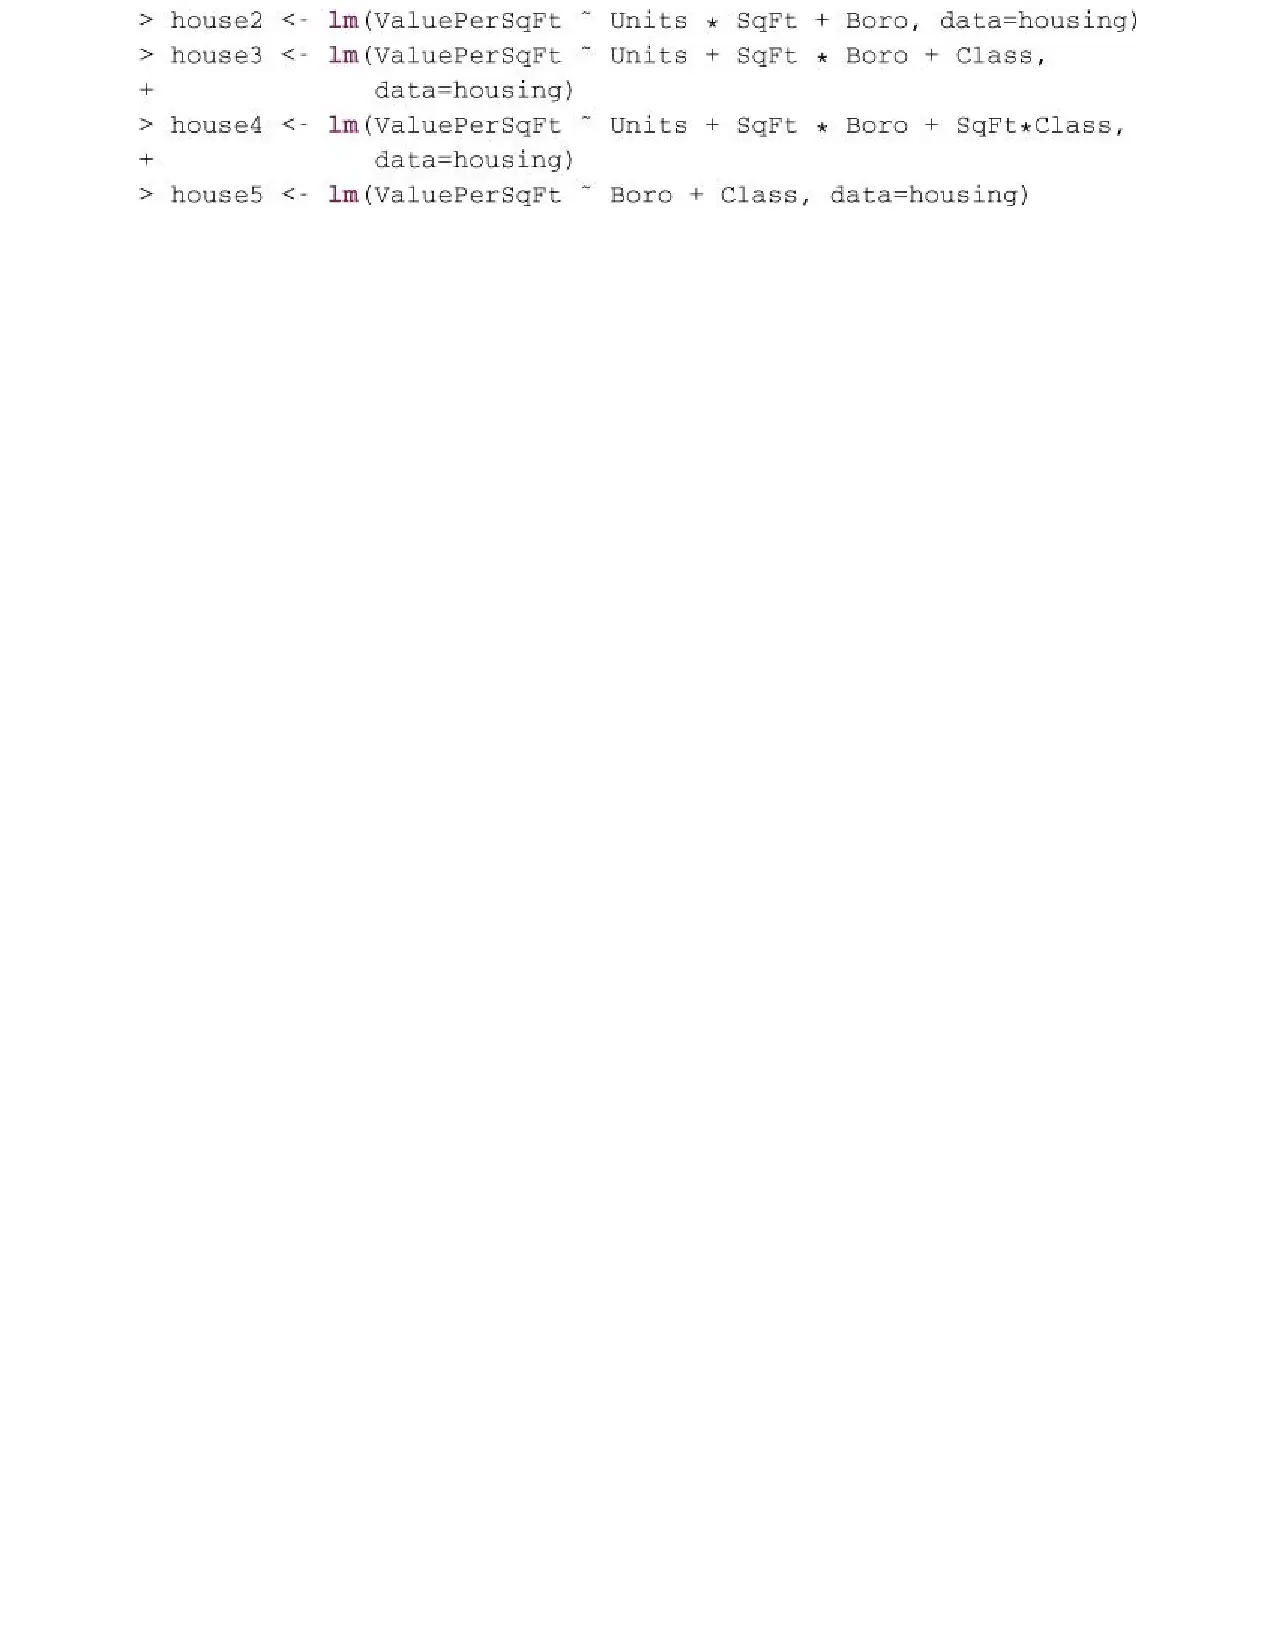 > house2 <- lm(ValuePerSqFt ~ Units * SqFt + Boro, data=housing)
> house3 <- lm(ValuePerSqFt ~ Units + SqFt * Boro + Class,
+              data=housing)
> house4 <- lm(ValuePerSqFt ~ Units + SqFt * Boro + SqFt*Class,
+              data=housing)
> house5 <- lm(ValuePerSqFt ~ Boro + Class, data=housing)